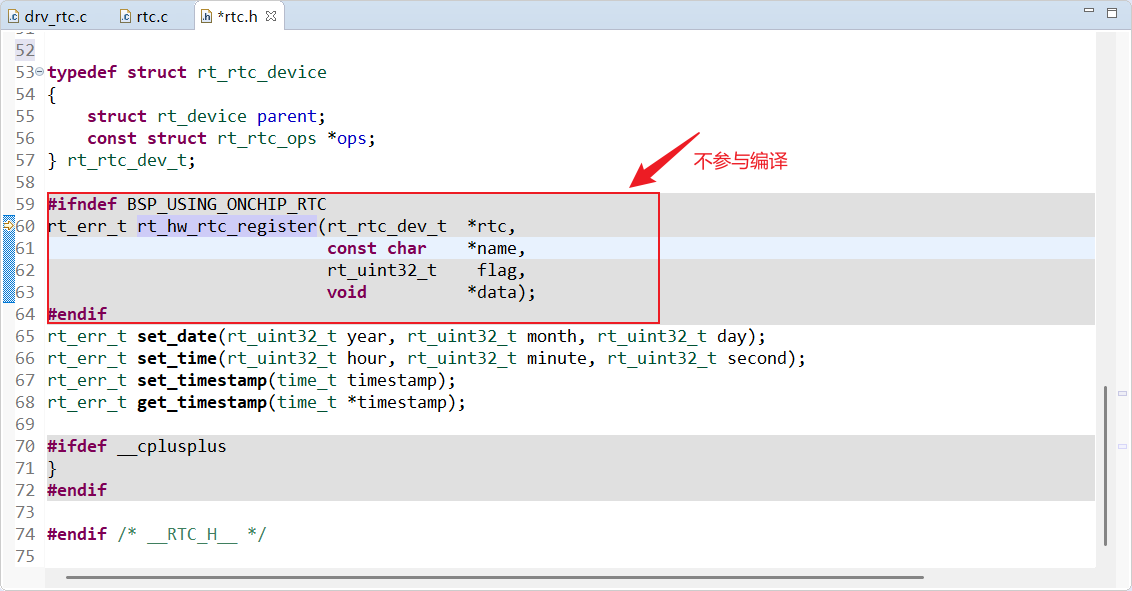 drv_rtc.c rtc.c *rtc.h
52
53 typedef struct rt_rtc_device
54 {
55 struct rt_device parent;
56 const struct rt_rtc_ops *ops;
57 } rt_rtc_dev_t;
不参与编译
58
59 #ifndef BSP_USING_ONCHIP_RTC
60 rt_err_t rt_hw_rtc_register(rt_rtc_dev_t *rtc,
61 const char *name,
62 rt_uint32_t flag,
63 void *data);
64 #endif
65 rt_err_t set_date(rt_uint32_t year, rt_uint32_t month, rt_uint32_t day);
66 rt_err_t set_time(rt_uint32_t hour, rt_uint32_t minute, rt_uint32_t second);
67 rt_err_t set_timestamp(time_t timestamp);
68 rt_err_t get_timestamp(time_t *timestamp);
69
70 #ifdef __cplusplus
71 }
72 #endif
73
74 #endif /* __RTC_H__ */
75